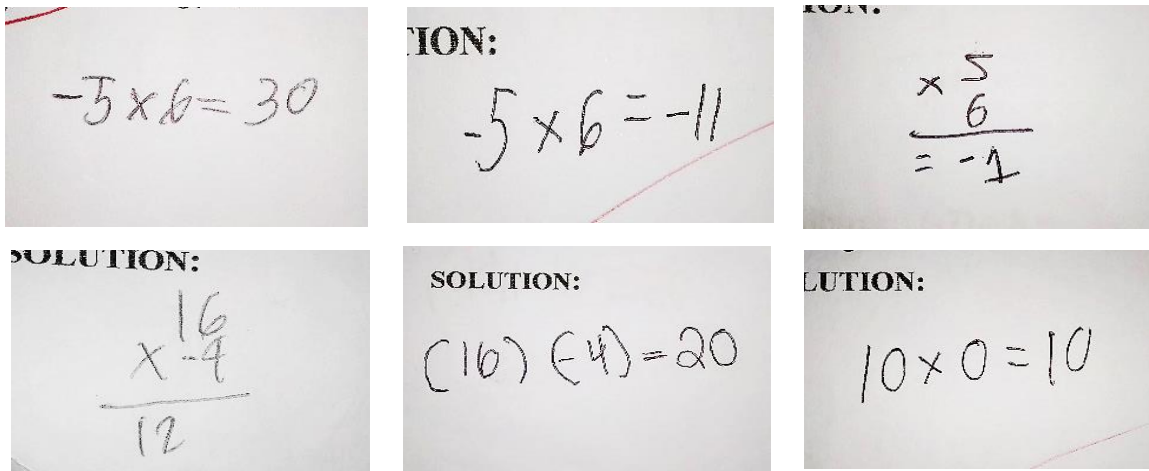 -5 x 6 = 30
TION:
-5 x 6 = -11
ION:
x 5
6
= -1
SOLUTION:
16
x -4
12
SOLUTION:
(16) (-4) = 20
LUTION:
10 x 0 = 10